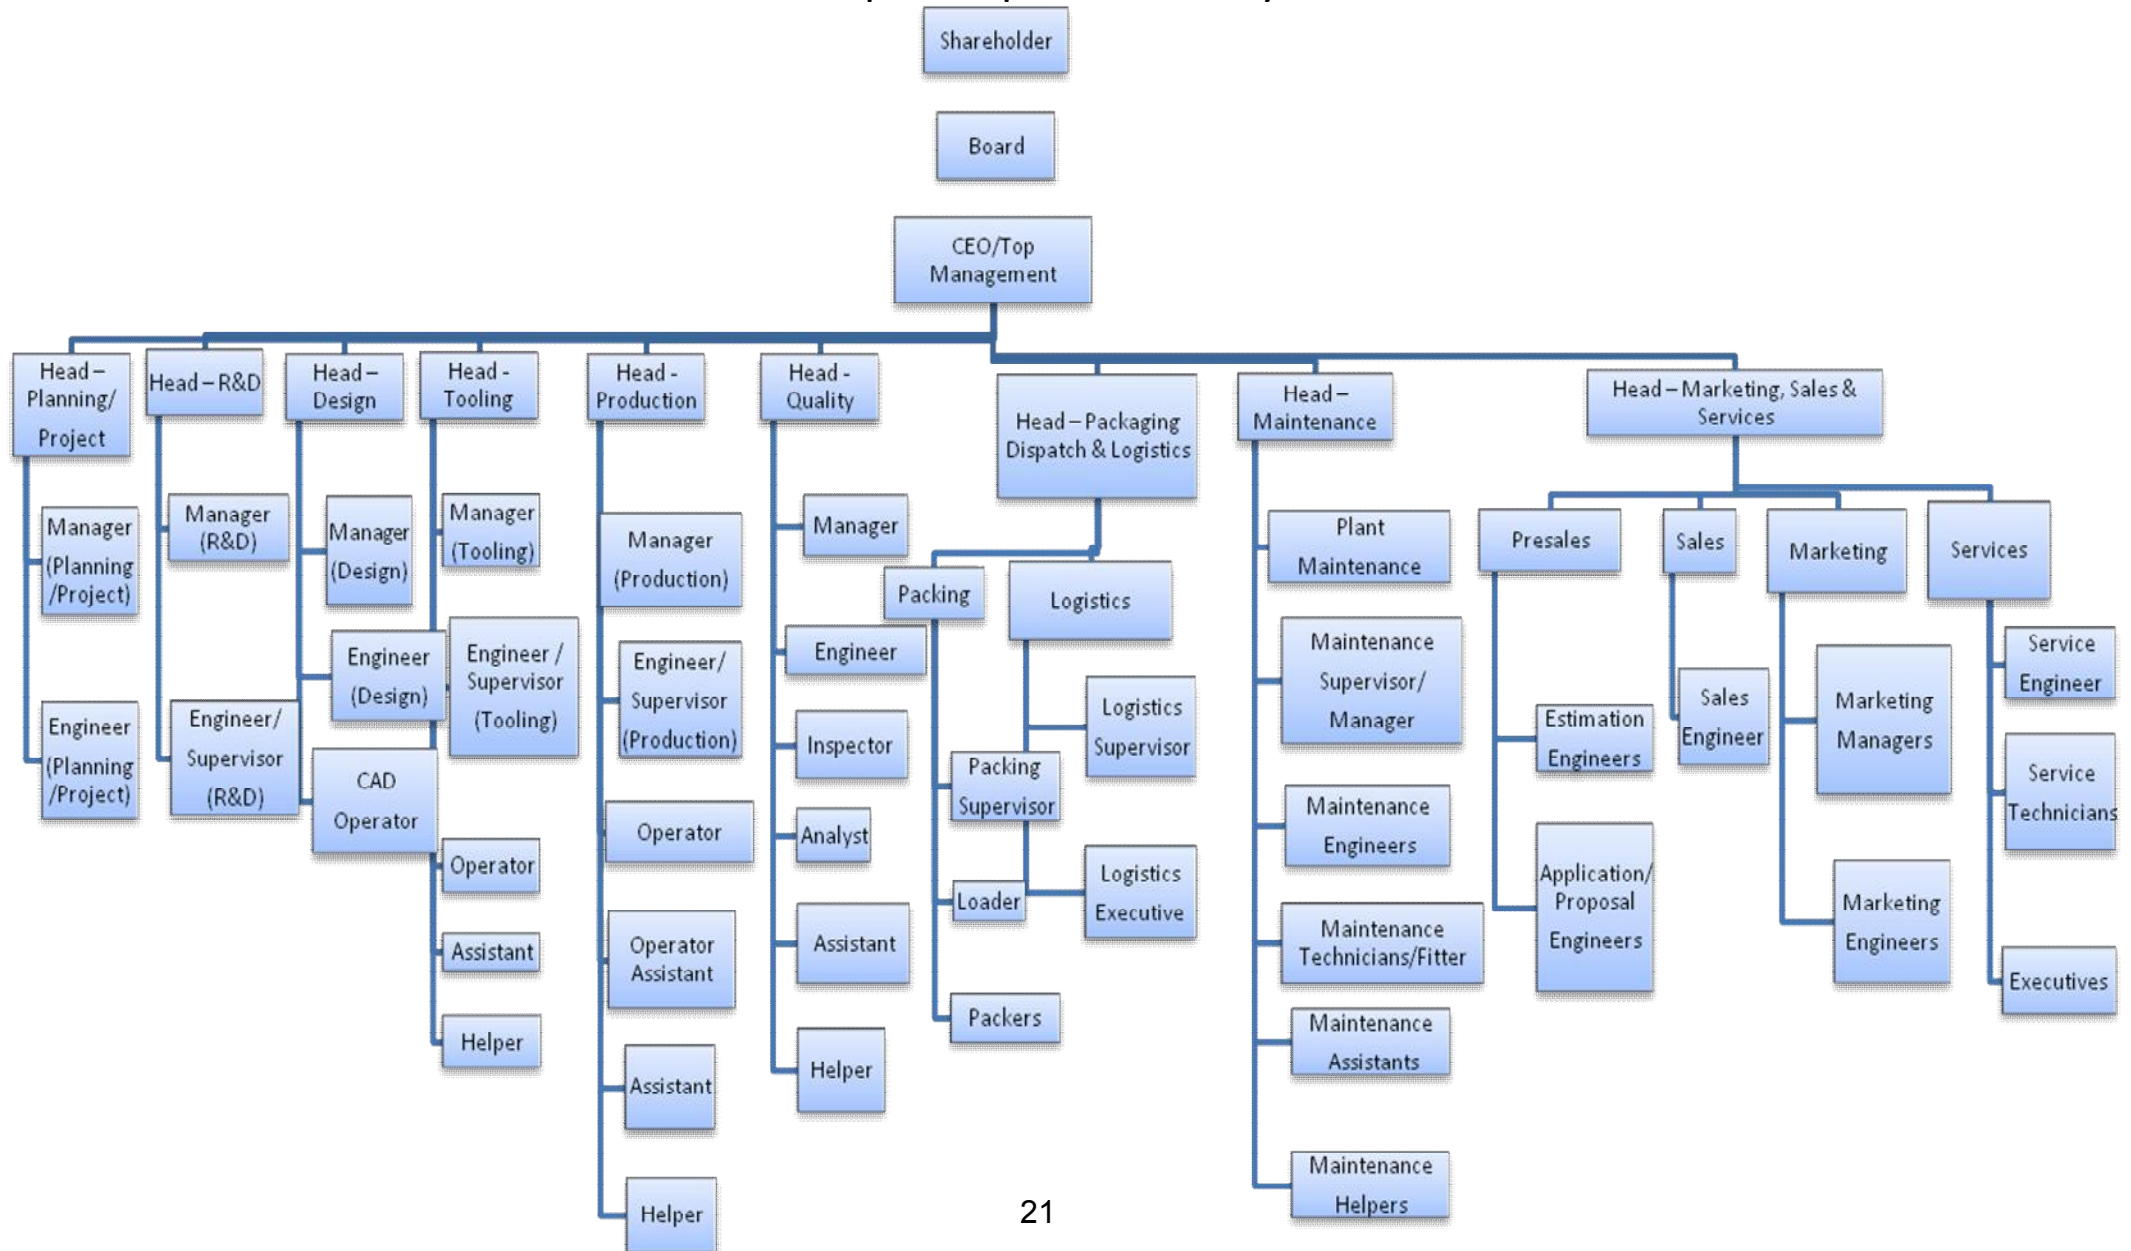 Shareholder
Board
CEO/Top
Management
Head –
Planning/
Project
Manager
(Planning
/Project)
Engineer
(Planning
/Project)
Head – R&D
Manager
(R&D)
Engineer/
Supervisor
(R&D)
Head –
Design
Manager
(Design)
Engineer
(Design)
CAD
Operator
Head -
Tooling
Manager
(Tooling)
Engineer /
Supervisor
(Tooling)
Operator
Assistant
Helper
Head -
Production
Manager
(Production)
Engineer/
Supervisor
(Production)
Operator
Operator
Assistant
Assistant
Helper
Head -
Quality
Manager
Engineer
Inspector
Analyst
Assistant
Helper
Head – Packaging
Dispatch & Logistics
Packing
Packing
Supervisor
Loader
Packers
Logistics
Logistics
Supervisor
Logistics
Executive
Head –
Maintenance
Plant
Maintenance
Maintenance
Supervisor/
Manager
Maintenance
Engineers
Maintenance
Technicians/Fitter
Maintenance
Assistants
Maintenance
Helpers
Head – Marketing, Sales &
Services
Presales
Estimation
Engineers
Application/
Proposal
Engineers
Sales
Sales
Engineer
Marketing
Marketing
Managers
Marketing
Engineers
Services
Service
Engineer
Service
Technicians
Executives
21